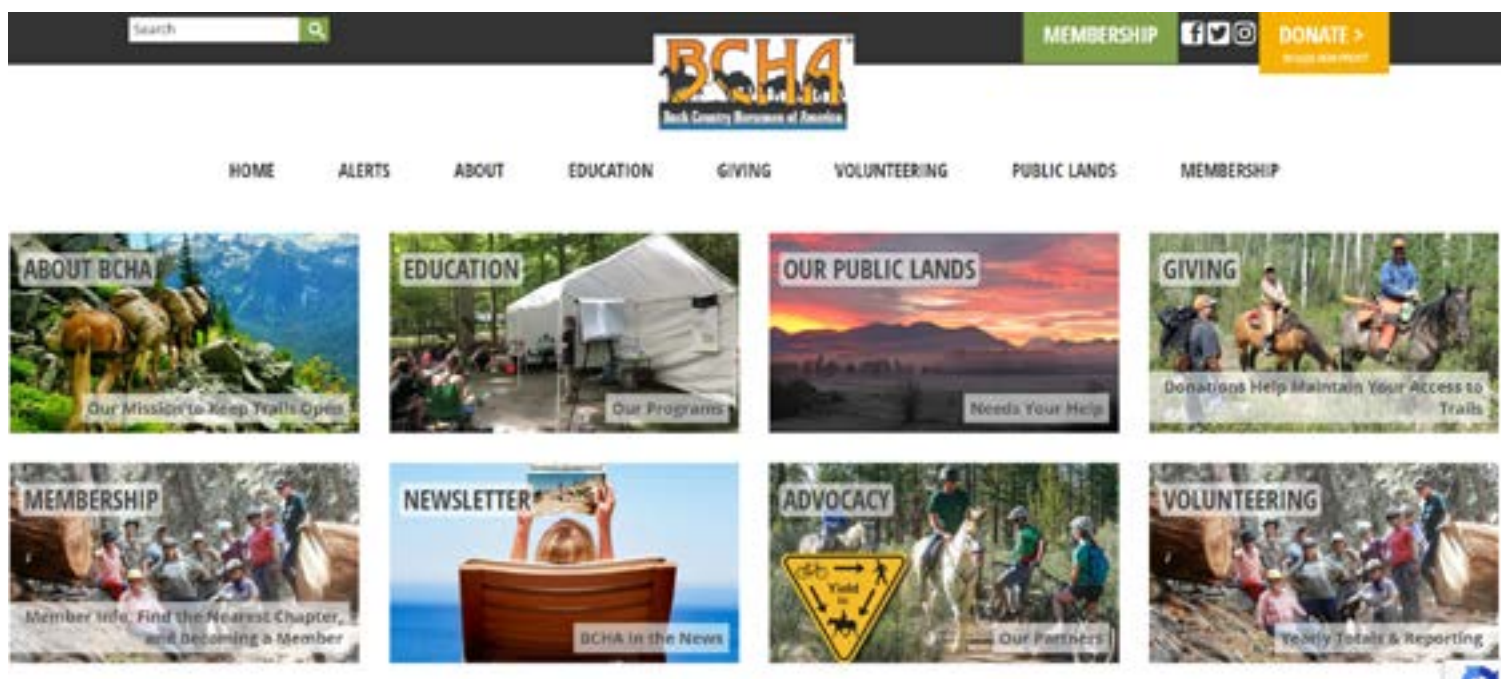 Search
MEMBERSHIP
DONATE >
BCHA
Back Country Horsemen of America
HOME ALERTS ABOUT EDUCATION GIVING VOLUNTEERING PUBLIC LANDS MEMBERSHIP
ABOUT BCHA
Our Mission to Keep Trails Open
EDUCATION
Our Programs
OUR PUBLIC LANDS
Needs Your Help
GIVING
Donations Help Maintain Your Access to
Trails
MEMBERSHIP
Member Info, Find the Nearest Chapter,
and Becoming a Member
NEWSLETTER
BCHA in the News
ADVOCACY
Yield
to
Our Partners
VOLUNTEERING
Yearly Totals & Reporting